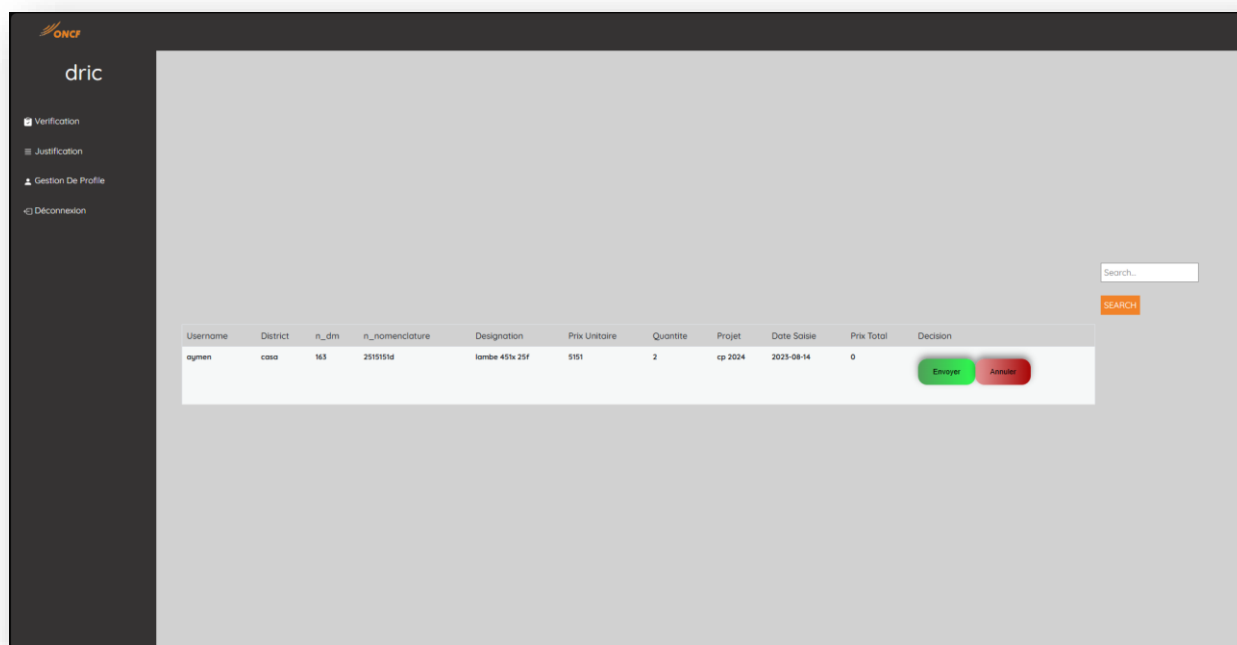 ONCF
dric
Verification
Justification
Gestion De Profile
Déconnexion
Search..
SEARCH
Username District n_dm n_nomenclature Designation Prix Unitaire Quantite Projet Date Saisie Prix Total Decision
aymen casa 163 2515151d lambe 451x 25f 5151 2 cp 2024 2023-08-14 0 Envoyer Annuler